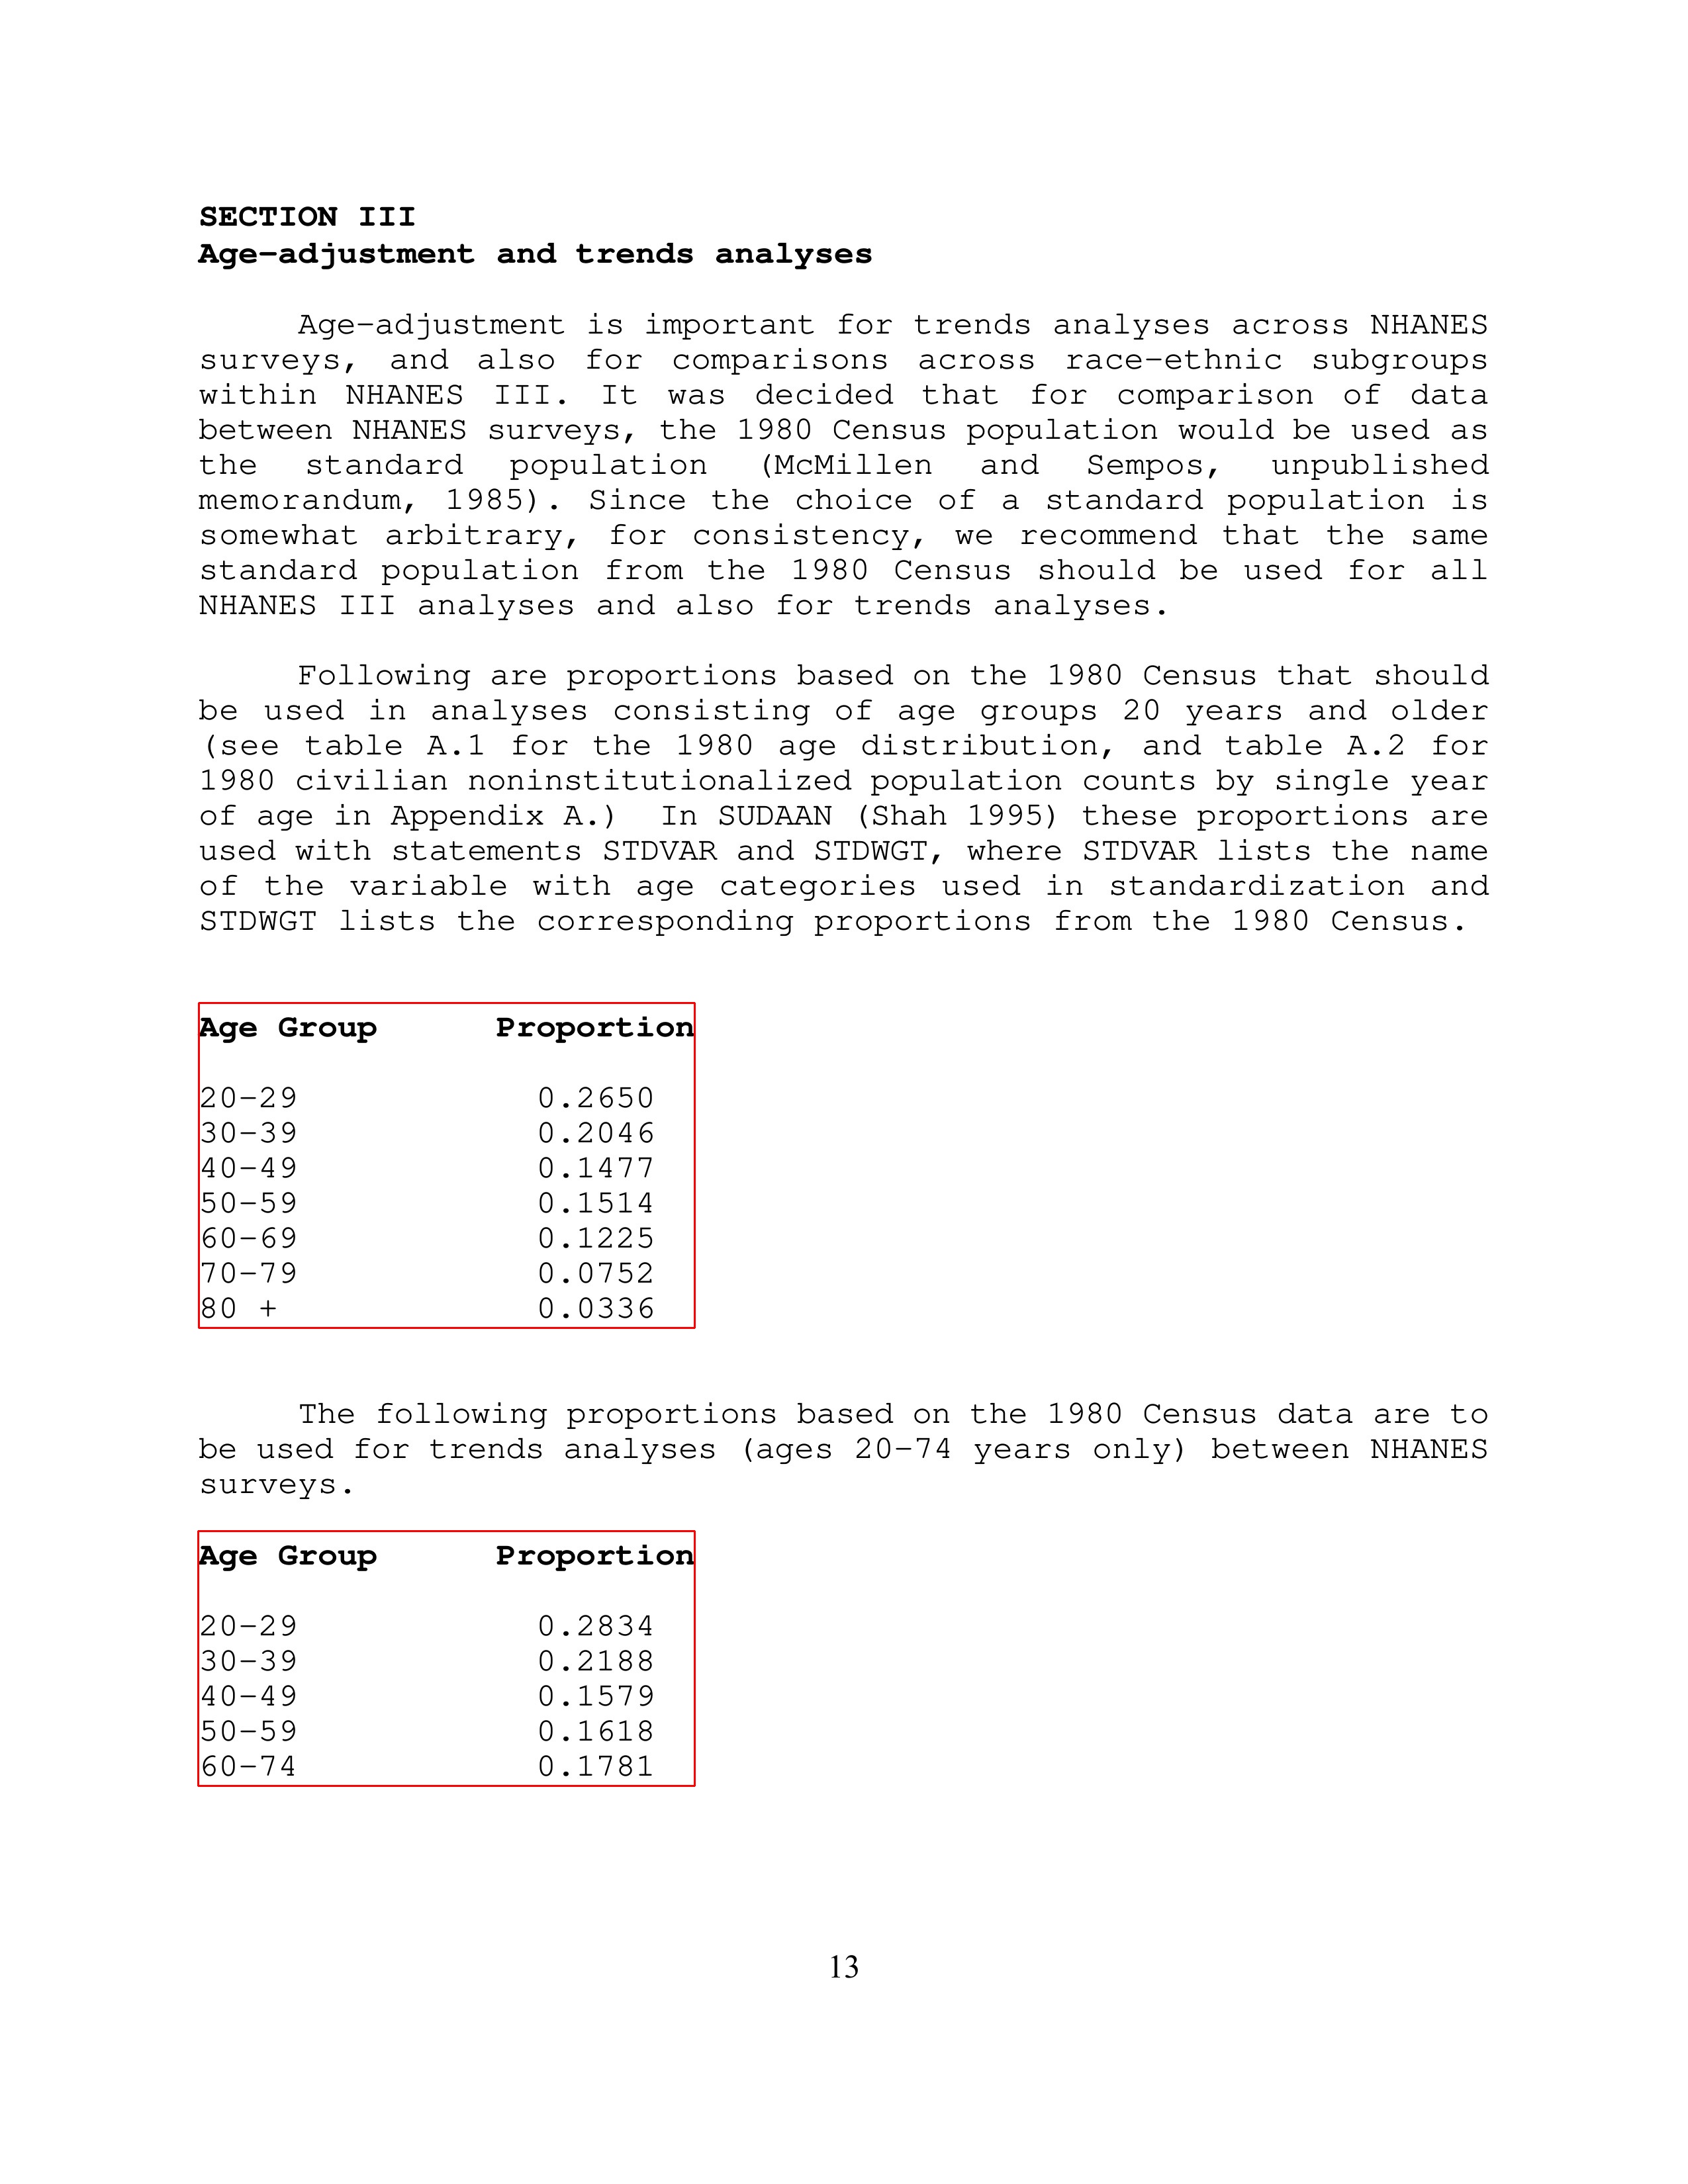 SECTION III
Age-adjustment and trends analyses
Age-adjustment is important for trends analyses across NHANES
surveys, and also for comparisons across race-ethnic subgroups
within NHANES III. It was decided that for comparison of data
between NHANES surveys, the 1980 Census population would be used as
the standard population (McMillen and Sempos, unpublished
memorandum, 1985). Since the choice of a standard population is
somewhat arbitrary, for consistency, we recommend that the same
standard population from the 1980 Census should be used for all
NHANES III analyses and also for trends analyses.
Following are proportions based on the 1980 Census that should
be used in analyses consisting of age groups 20 years and older
(see table A.1 for the 1980 age distribution, and table A.2 for
1980 civilian noninstitutionalized population counts by single year
of age in Appendix A.) In SUDAAN (Shah 1995) these proportions are
used with statements STDVAR and STDWGT, where STDVAR lists the name
of the variable with age categories used in standardization and
STDWGT lists the corresponding proportions from the 1980 Census.
Age Group Proportion
20-29 0.2650
30-39 0.2046
40-49 0.1477
50-59 0.1514
60-69 0.1225
70-79 0.0752
80 + 0.0336
The following proportions based on the 1980 Census data are to
be used for trends analyses (ages 20-74 years only) between NHANES
surveys.
Age Group Proportion
20-29 0.2834
30-39 0.2188
40-49 0.1579
50-59 0.1618
60-74 0.1781
13